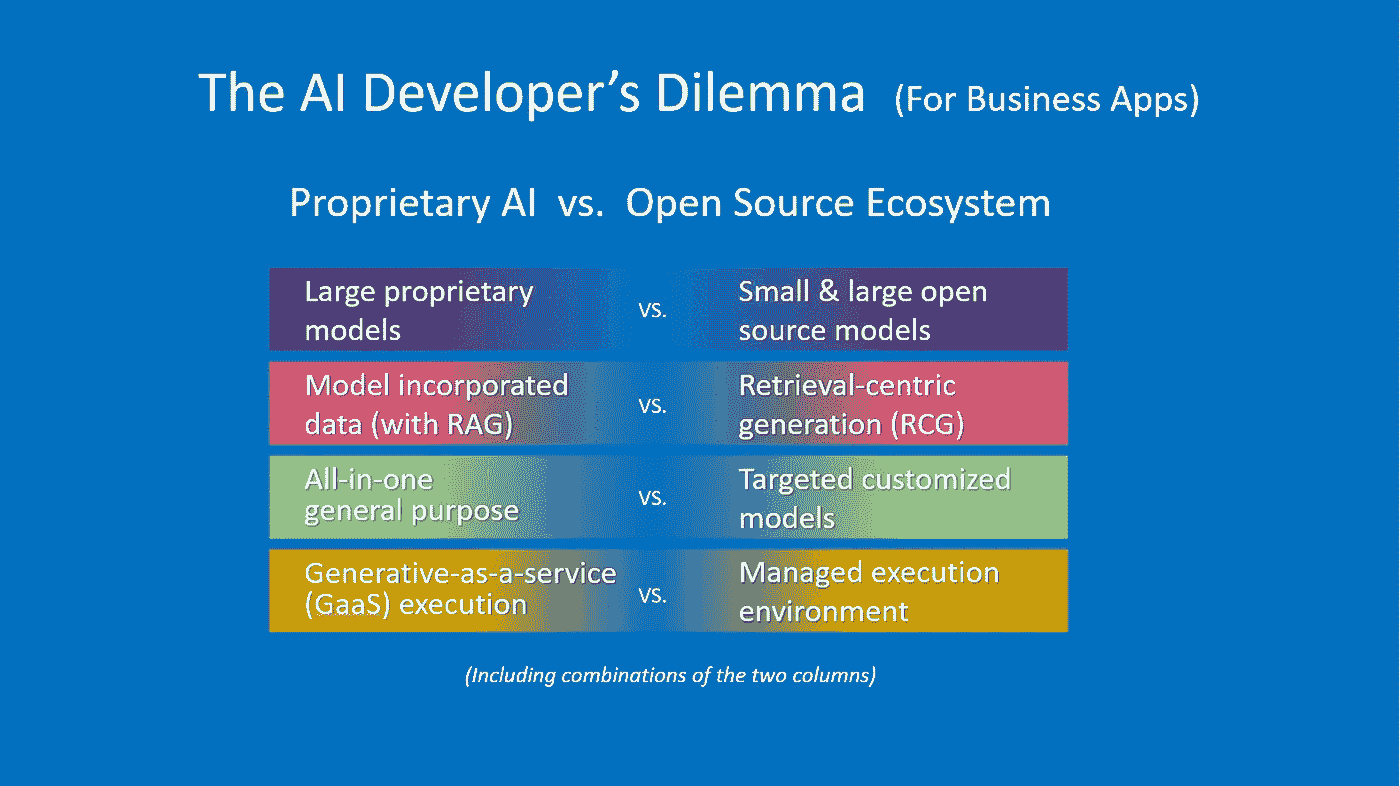 The AI Developer’s Dilemma (For Business Apps)
Proprietary AI vs. Open Source Ecosystem
Large proprietary
models
vs.
Small & large open
source models
Model incorporated
data (with RAG)
vs.
Retrieval-centric
generation (RCG)
All-in-one
general purpose
vs.
Targeted customized
models
Generative-as-a-service
(GaaS) execution
vs.
Managed execution
environment
(Including combinations of the two columns)